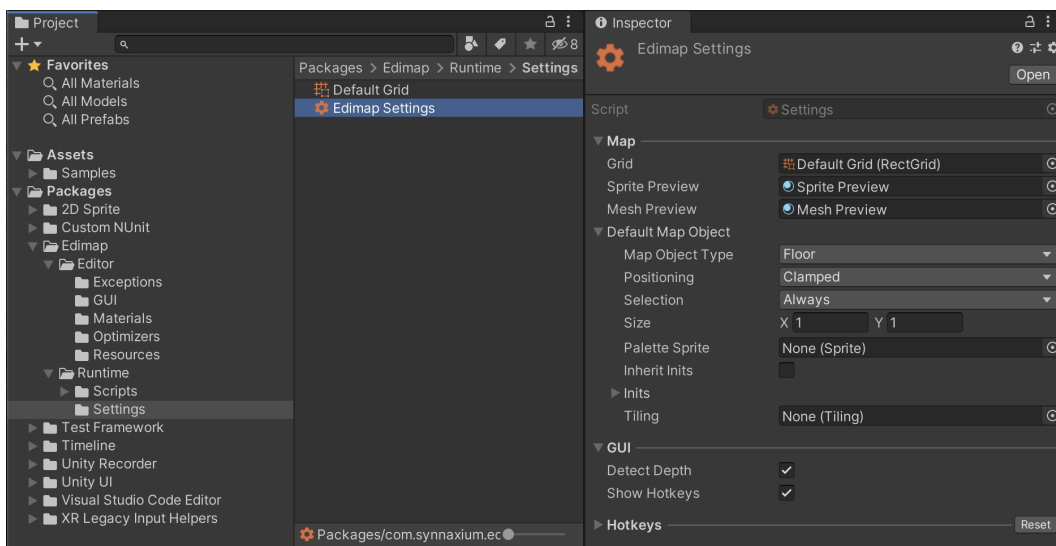 Project
8
Favorites
All Materials
All Models
All Prefabs
Assets
Samples
Packages
2D Sprite
Custom NUnit
Edimap
Editor
Exceptions
GUI
Materials
Optimizers
Resources
Runtime
Scripts
Settings
Test Framework
Timeline
Unity Recorder
Unity UI
Visual Studio Code Editor
XR Legacy Input Helpers
Packages > Edimap > Runtime > Settings
Default Grid
Edimap Settings
Packages/com.synnaxium.ec
Inspector
Edimap Settings
Open
Script Settings
Map
Grid Default Grid (RectGrid)
Sprite Preview Sprite Preview
Mesh Preview Mesh Preview
Default Map Object
Map Object Type Floor
Positioning Clamped
Selection Always
Size X 1 Y 1
Palette Sprite None (Sprite)
Inherit Inits
Inits
Tiling None (Tiling)
GUI
Detect Depth
Show Hotkeys
Hotkeys Reset